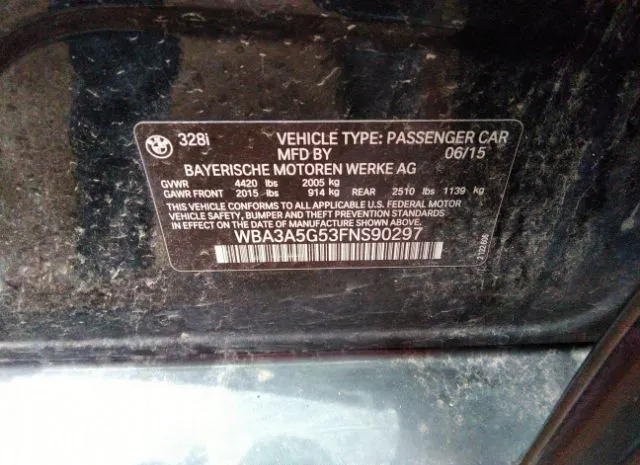 328i VEHICLE TYPE: PASSENGER CAR
MFD BY 06/15
BAYERISCHE MOTOREN WERKE AG
GVWR 4420 lbs 2005 kg
GAWR FRONT 2015 lbs 914 kg REAR 2510 lbs 1139 kg
THIS VEHICLE CONFORMS TO ALL APPLICABLE U.S. FEDERAL MOTOR
VEHICLE SAFETY, BUMPER AND THEFT PREVENTION STANDARDS
IN EFFECT ON THE DATE OF MANUFACTURE SHOWN ABOVE.
WBA3A5G53FNS90297